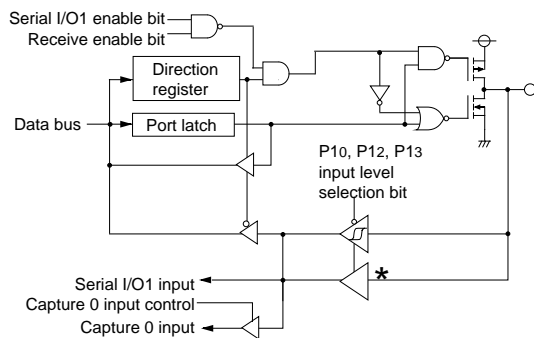 Serial I/O1 enable bit
Receive enable bit
Direction
register
Data bus
Port latch
P10, P12, P13
input level
selection bit
*
Serial I/O1 input
Capture 0 input control
Capture 0 input